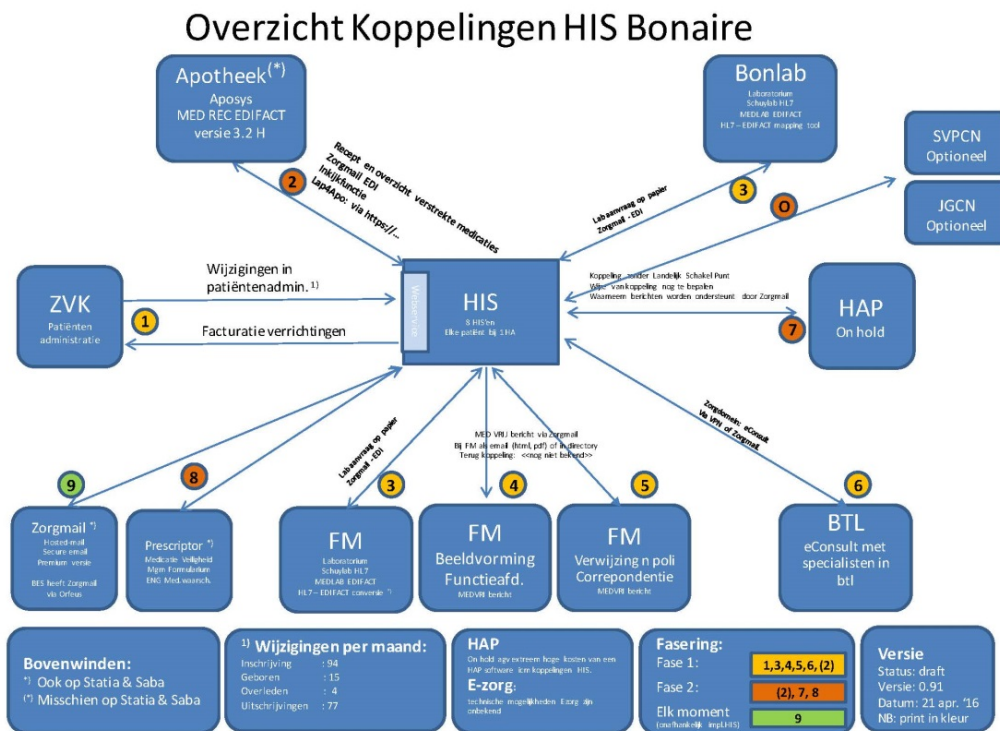 Overzicht Koppelingen HIS Bonaire
Apotheek(*)
Aposys
MED REC EDIFACT
versie 3.2 H
Bonlab
Laboratorium
Schuylab HL7
MEDLAB EDIFACT
HL7 – EDIFACT mapping tool
SVPCN
Optioneel
JGCN
Optioneel
2
Recept en overzicht verstrekte medicaties
Zorgmail EDI
Inkijkfunctie
Lap4Apo: via https://...
Lab aanvraag op papier
Zorgmail - EDI
3
O
ZVK
Patiënten
administratie
Wijzigingen in
patiëntenadmin. 1)
1
Facturatie verrichtingen
Webservice
HIS
8 HIS'en
Elke patiënt bij 1 HA
Koppeling zonder Landelijk Schakel Punt
Wijze van koppeling nog te bepalen
Waarneem berichten worden ondersteunt door Zorgmail
7
HAP
On hold
Lab aanvraag op papier
Zorgmail - EDI
MED VRIJ bericht via Zorgmail
Bij FM als email (html, pdf) of in directory
Terug koppeling: <<nog niet bekend>>
Zorgdomein: eConsult
Via VPN of Zorgmail
9
8
3
4
5
6
Zorgmail *)
Hosted mail
Secure email
Premium versie
BES heeft Zorgmail
via Orfeus
Prescriptor *)
Medicatie Veiligheid
Mgm Formularium
ENG Med.waarsch.
FM
Laboratorium
Schuylab HL7
MEDLAB EDIFACT
HL7 – EDIFACT conversie *)
FM
Beeldvorming
Functieafd.
MEDVRI bericht
FM
Verwijzing n poli
Correpondentie
MEDVRI bericht
BTL
eConsult met
specialisten in
btl
Bovenwinden:
*) Ook op Statia & Saba
(*) Misschien op Statia & Saba
1) Wijzigingen per maand:
Inschrijving : 94
Geboren : 15
Overleden : 4
Uitschrijvingen : 77
HAP
On hold agv extreem hoge kosten van een
HAP software icm koppelingen HIS.
E-zorg:
technische mogelijkheden Ezorg zijn
onbekend
Fasering:
Fase 1: 1,3,4,5,6, (2)
Fase 2: (2), 7, 8
Elk moment 9
(onafhankelijk impl.HIS)
Versie
Status: draft
Versie: 0.91
Datum: 21 apr. '16
NB: print in kleur